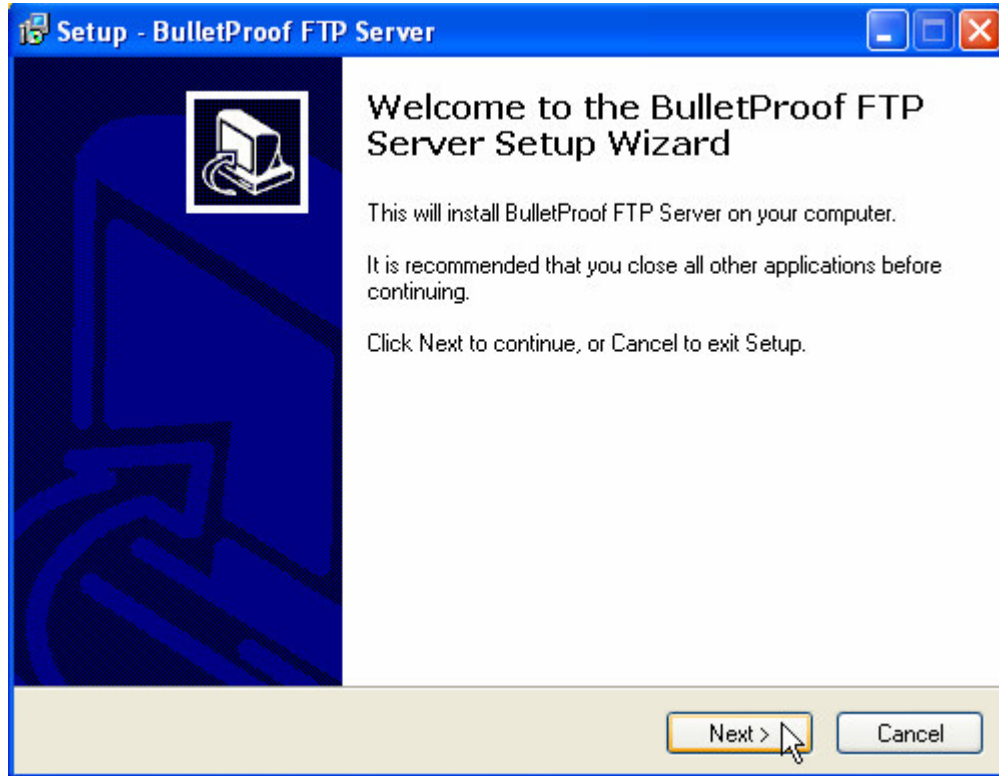 Setup - BulletProof FTP Server
Welcome to the BulletProof FTP
Server Setup Wizard
This will install BulletProof FTP Server on your computer.
It is recommended that you close all other applications before
continuing.
Click Next to continue, or Cancel to exit Setup.
Next >
Cancel